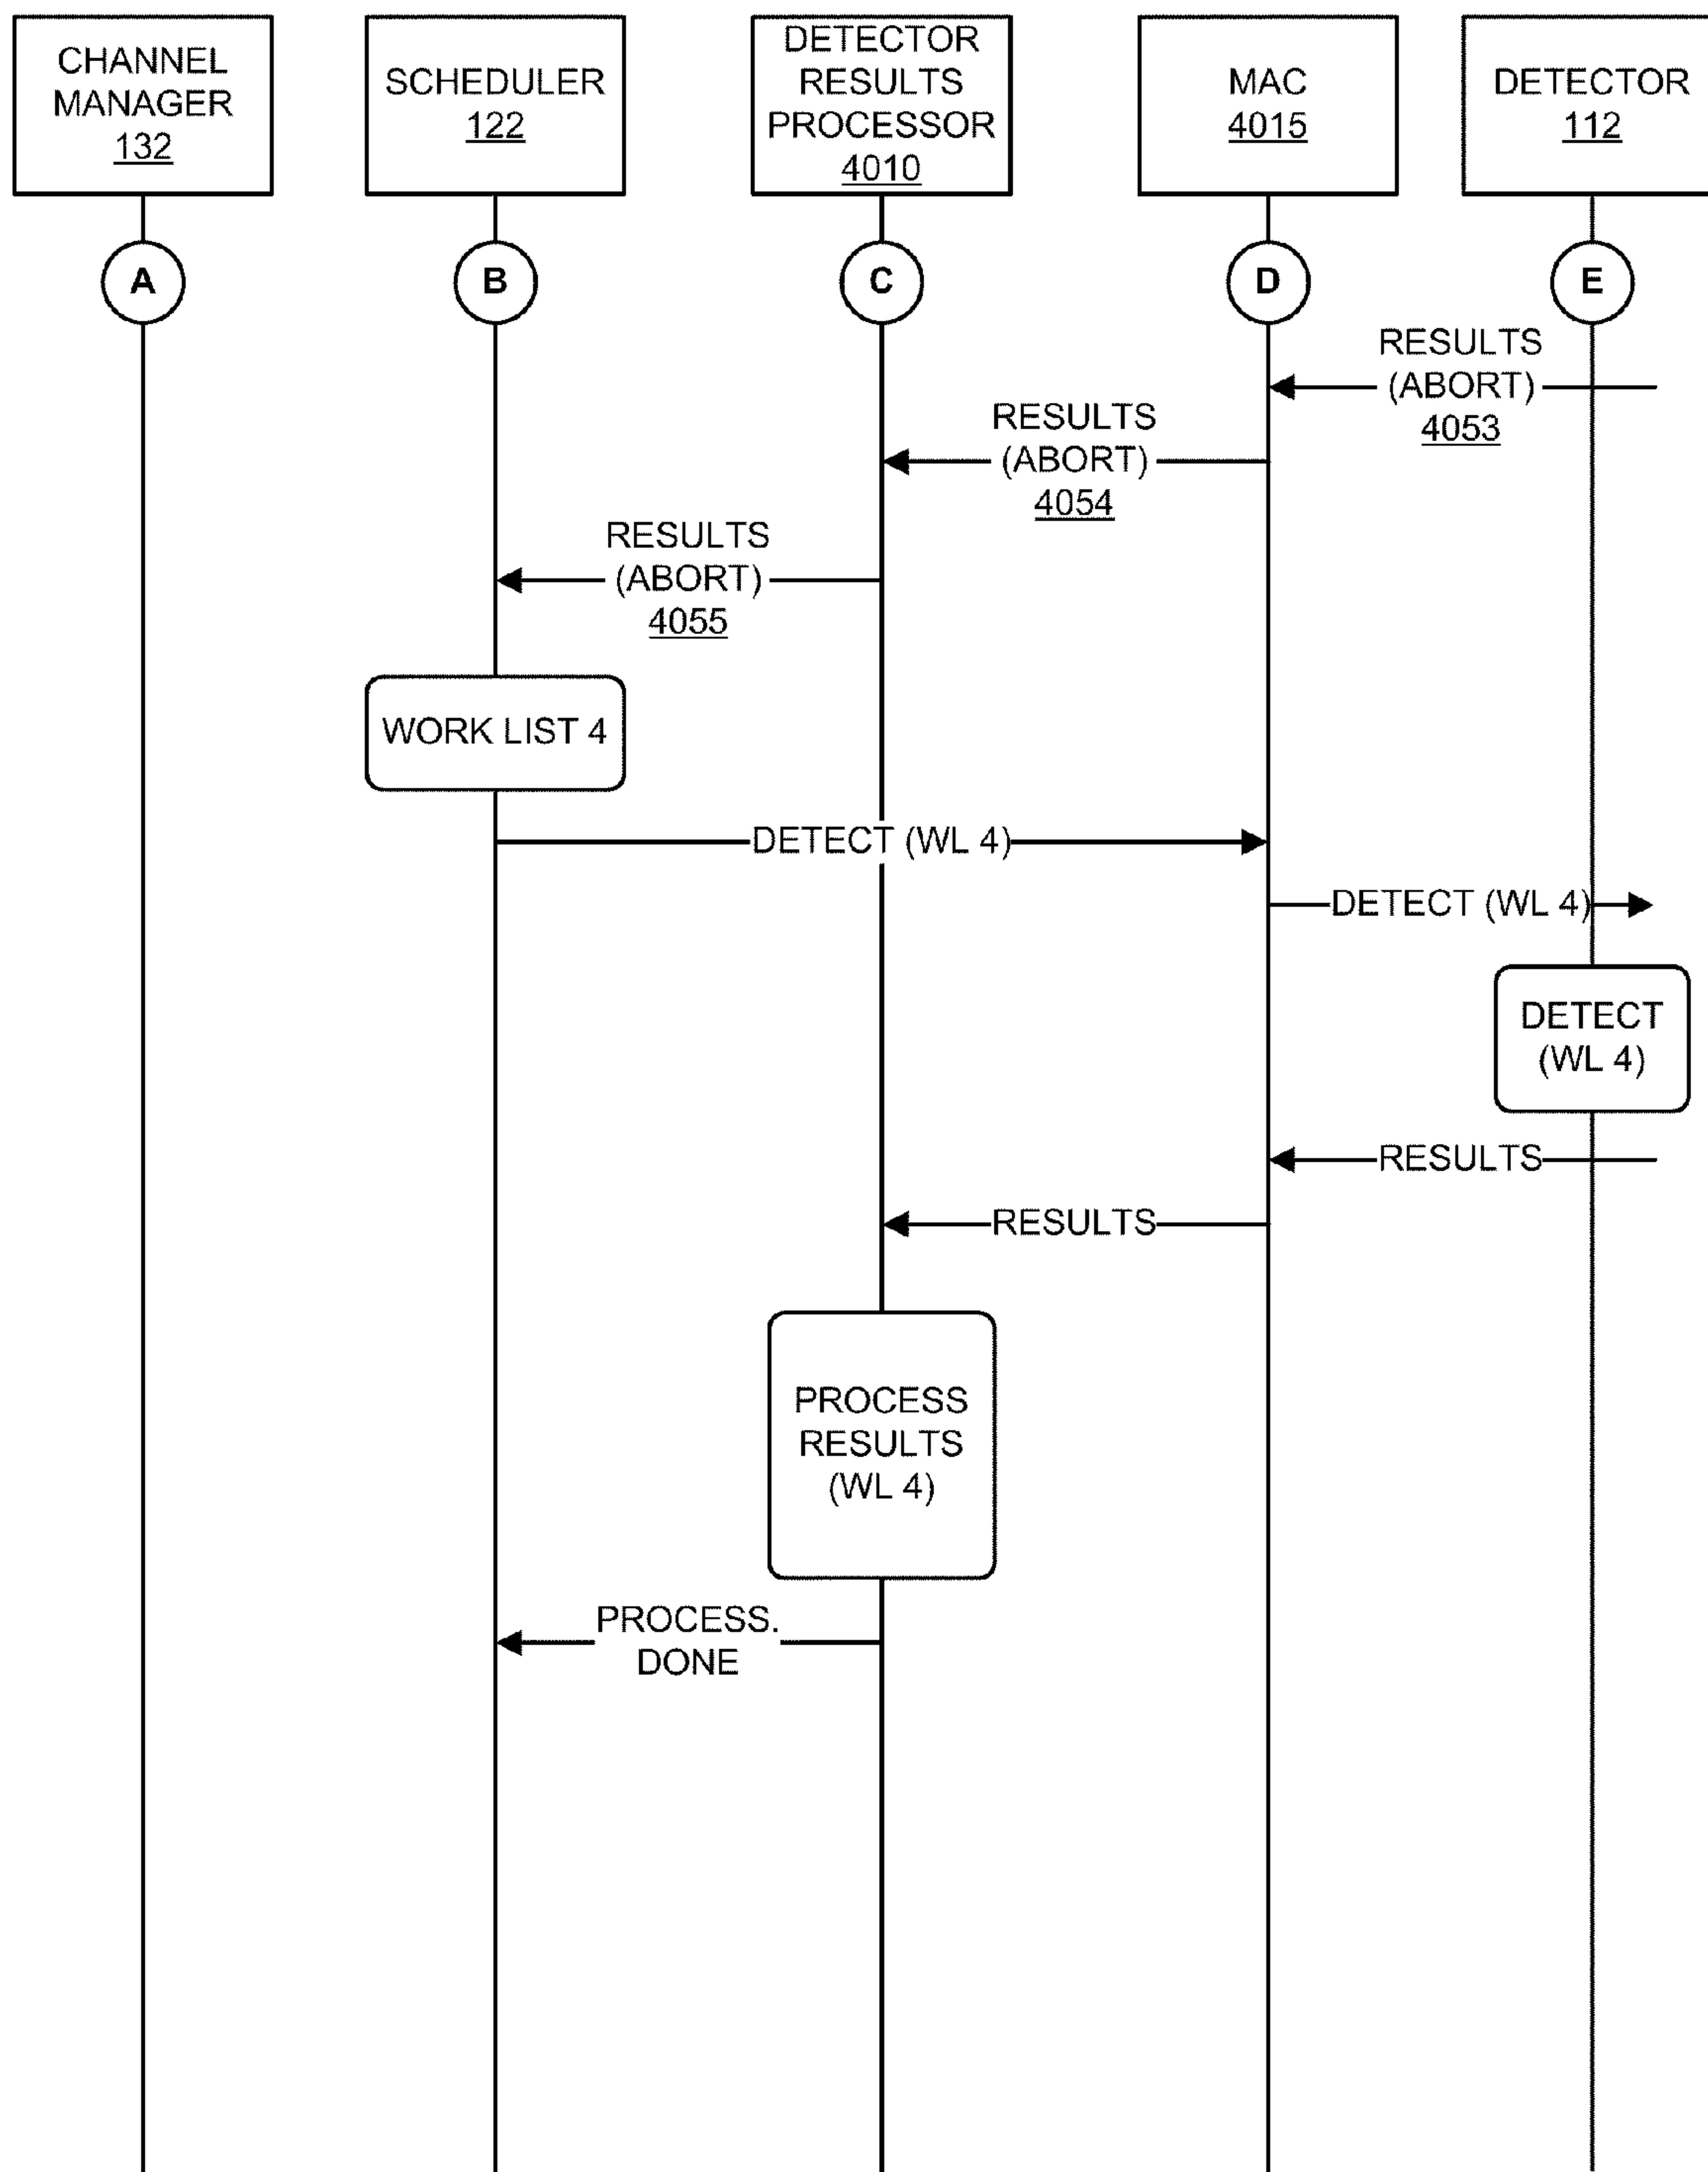 CHANNEL
MANAGER
132
SCHEDULER
122
DETECTOR
RESULTS
PROCESSOR
4010
MAC
4015
DETECTOR
112
A
B
C
D
E
RESULTS
(ABORT)
4053
RESULTS
(ABORT)
4054
RESULTS
(ABORT)
4055
WORK LIST 4
DETECT (WL 4)
DETECT (WL 4)
DETECT
(WL 4)
RESULTS
RESULTS
PROCESS
RESULTS
(WL 4)
PROCESS.
DONE